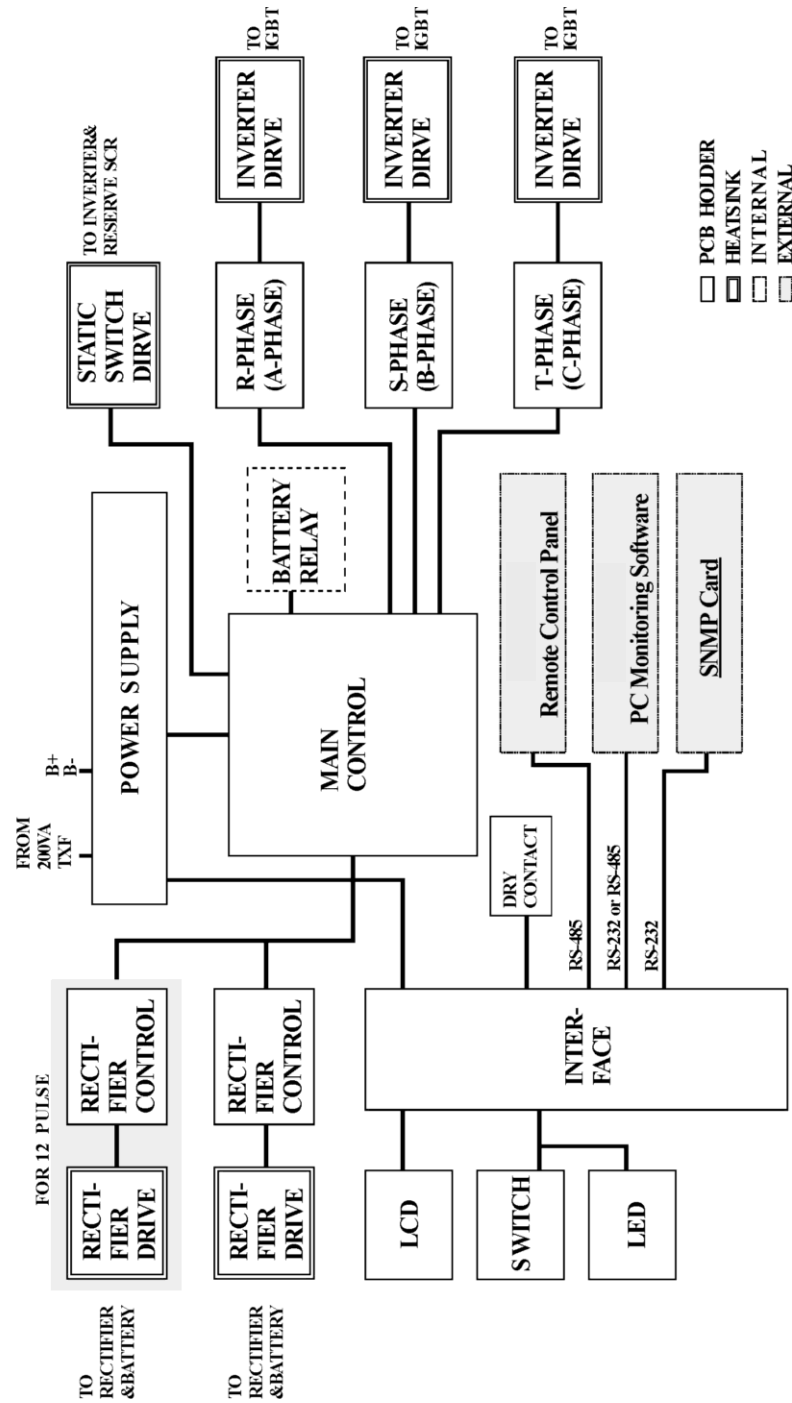 FROM
200VA
TXF
B+
B-
POWER SUPPLY
STATIC
SWITCH
DIRVE
TO INVERTER&
RESERVE SCR
FOR 12 PULSE
TO
RECTIFIER
&BATTERY
RECTI-
FIER
DRIVE
RECTI-
FIER
CONTROL
TO
RECTIFIER
&BATTERY
RECTI-
FIER
DRIVE
RECTI-
FIER
CONTROL
MAIN
CONTROL
BATTERY
RELAY
R-PHASE
(A-PHASE)
INVERTER
DIRVE
TO
IGBT
S-PHASE
(B-PHASE)
INVERTER
DIRVE
TO
IGBT
T-PHASE
(C-PHASE)
INVERTER
DIRVE
TO
IGBT
LCD
SWITCH
LED
INTER-
FACE
DRY
CONTACT
RS-485
Remote Control Panel
RS-232 or RS-485
PC Monitoring Software
RS-232
SNMP Card
PCB HOLDER
HEATSINK
INTERNAL
EXTERNAL